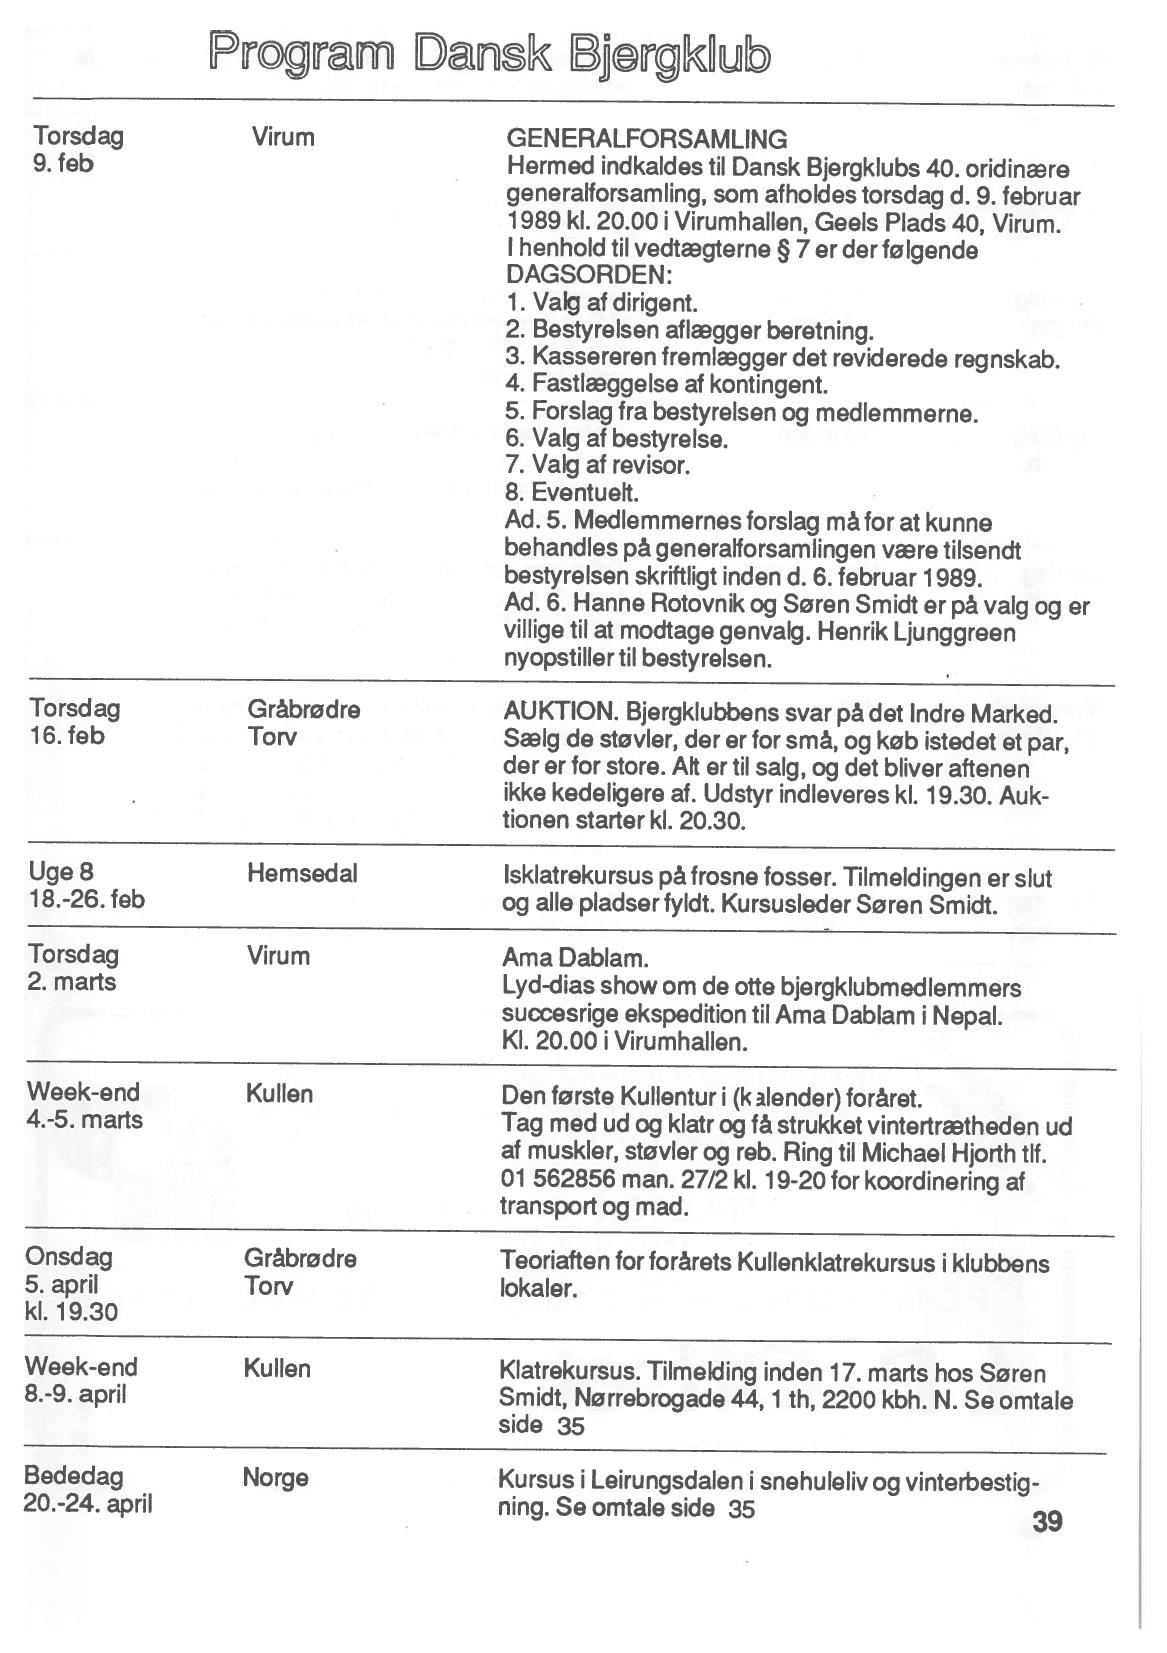 Program Dansk Bjergklub
Torsdag
9. feb
Virum
GENERALFORSAMLING
Hermed indkaldes til Dansk Bjergklubs 40. oridinære
generalforsamling, som afholdes torsdag d. 9. februar
1989 kl. 20.00 i Virumhallen, Geels Plads 40, Virum.
I henhold til vedtægterne § 7 er der følgende
DAGSORDEN:
1. Valg af dirigent.
2. Bestyrelsen aflægger beretning.
3. Kassereren fremlægger det reviderede regnskab.
4. Fastlæggelse af kontingent.
5. Forslag fra bestyrelsen og medlemmerne.
6. Valg af bestyrelse.
7. Valg af revisor.
8. Eventuelt.
Ad. 5. Medlemmernes forslag må for at kunne
behandles på generalforsamlingen være tilsendt
bestyrelsen skriftligt inden d. 6. februar 1989.
Ad. 6. Hanne Rotovnik og Søren Smidt er på valg og er
villige til at modtage genvalg. Henrik Ljunggreen
nyopstiller til bestyrelsen.
Torsdag
16. feb
Gråbrødre
Torv
AUKTION. Bjergklubbens svar på det Indre Marked.
Sælg de støvler, der er for små, og køb istedet et par,
der er for store. Alt er til salg, og det bliver aftenen
ikke kedeligere af. Udstyr indleveres kl. 19.30. Auk-
tionen starter kl. 20.30.
Uge 8
18.-26. feb
Hemsedal
Isklatrekursus på frosne fosser. Tilmeldingen er slut
og alle pladser fyldt. Kursusleder Søren Smidt.
Torsdag
2. marts
Virum
Ama Dablam.
Lyd-dias show om de otte bjergklubmedlemmers
succesrige ekspedition til Ama Dablam i Nepal.
Kl. 20.00 i Virumhallen.
Week-end
4.-5. marts
Kullen
Den første Kullentur i (kalender) foråret.
Tag med ud og klatr og få strukket vintertrætheden ud
af muskler, støvler og reb. Ring til Michael Hjorth tlf.
01 562856 man. 27/2 kl. 19-20 for koordinering af
transport og mad.
Onsdag
5. april
kl. 19.30
Gråbrødre
Torv
Teoriaften for forårets Kullenklatrekursus i klubbens
lokaler.
Week-end
8.-9. april
Kullen
Klatrekursus. Tilmelding inden 17. marts hos Søren
Smidt, Nørrebrogade 44, 1 th, 2200 kbh. N. Se omtale
side 35
Bededag
20.-24. april
Norge
Kursus i Leirungsdalen i snehuleliv og vinterbestig-
ning. Se omtale side 35
39